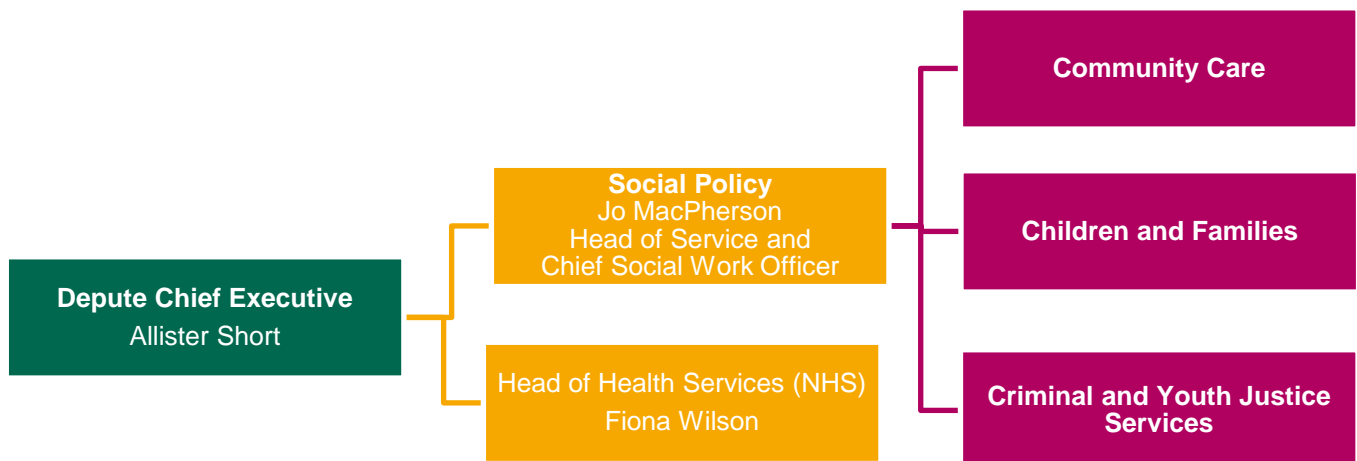 Depute Chief Executive
Allister Short
Social Policy
Jo MacPherson
Head of Service and
Chief Social Work Officer
Head of Health Services (NHS)
Fiona Wilson
Community Care
Children and Families
Criminal and Youth Justice
Services